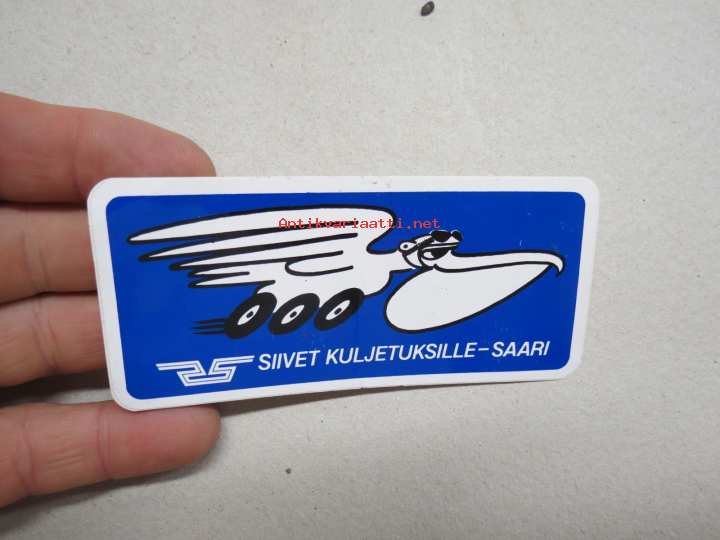 Antikvariaatti.net
SIIVET KULJETUKSILLE-SAARI